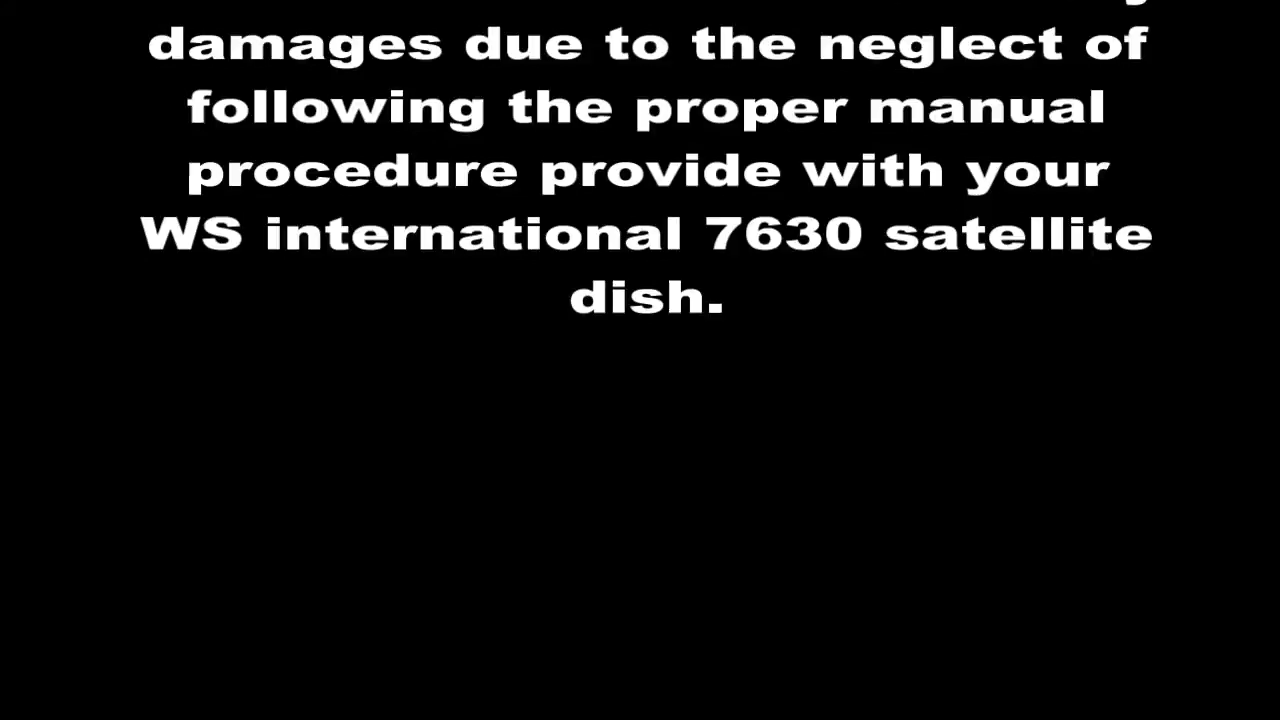 damages due to the neglect of
following the proper manual
procedure provide with your
WS international 7630 satellite
dish.